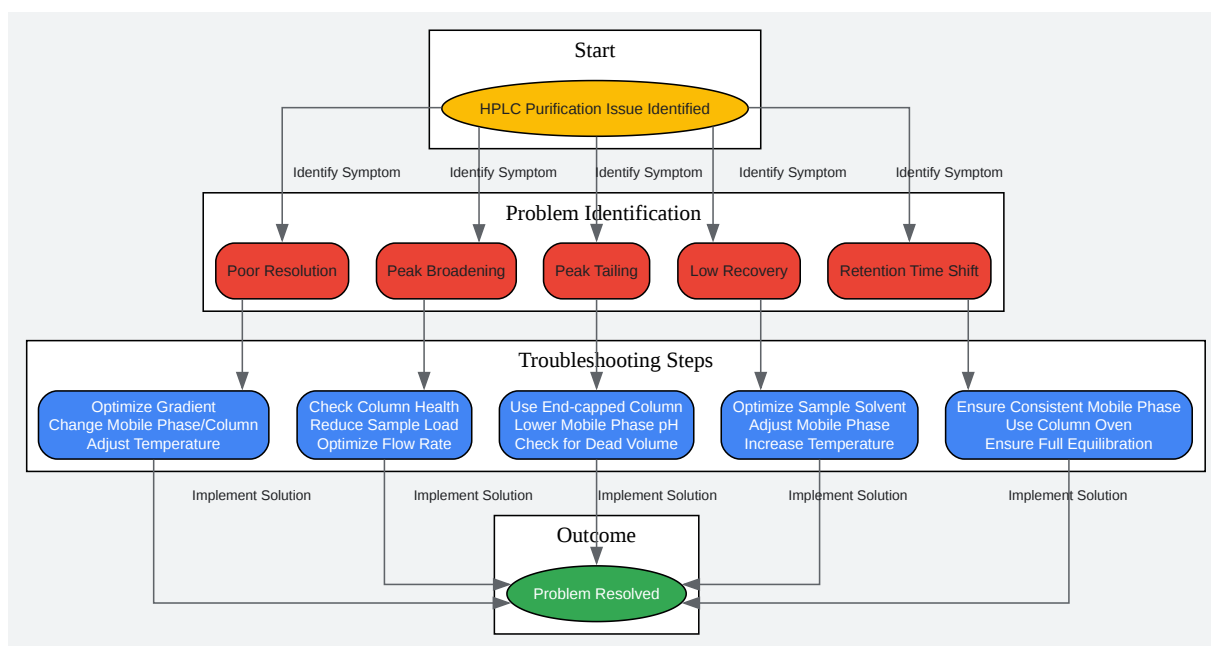 Start
HPLC Purification Issue Identified
Identify Symptom
Identify Symptom
Identify Symptom
Identify Symptom
Identify Symptom
Problem Identification
Poor Resolution
Peak Broadening
Peak Tailing
Low Recovery
Retention Time Shift
Troubleshooting Steps
Optimize Gradient
Change Mobile Phase/Column
Adjust Temperature
Check Column Health
Reduce Sample Load
Optimize Flow Rate
Use End-capped Column
Lower Mobile Phase pH
Check for Dead Volume
Optimize Sample Solvent
Adjust Mobile Phase
Increase Temperature
Ensure Consistent Mobile Phase
Use Column Oven
Ensure Full Equilibration
Implement Solution
Implement Solution
Implement Solution
Implement Solution
Implement Solution
Outcome
Problem Resolved